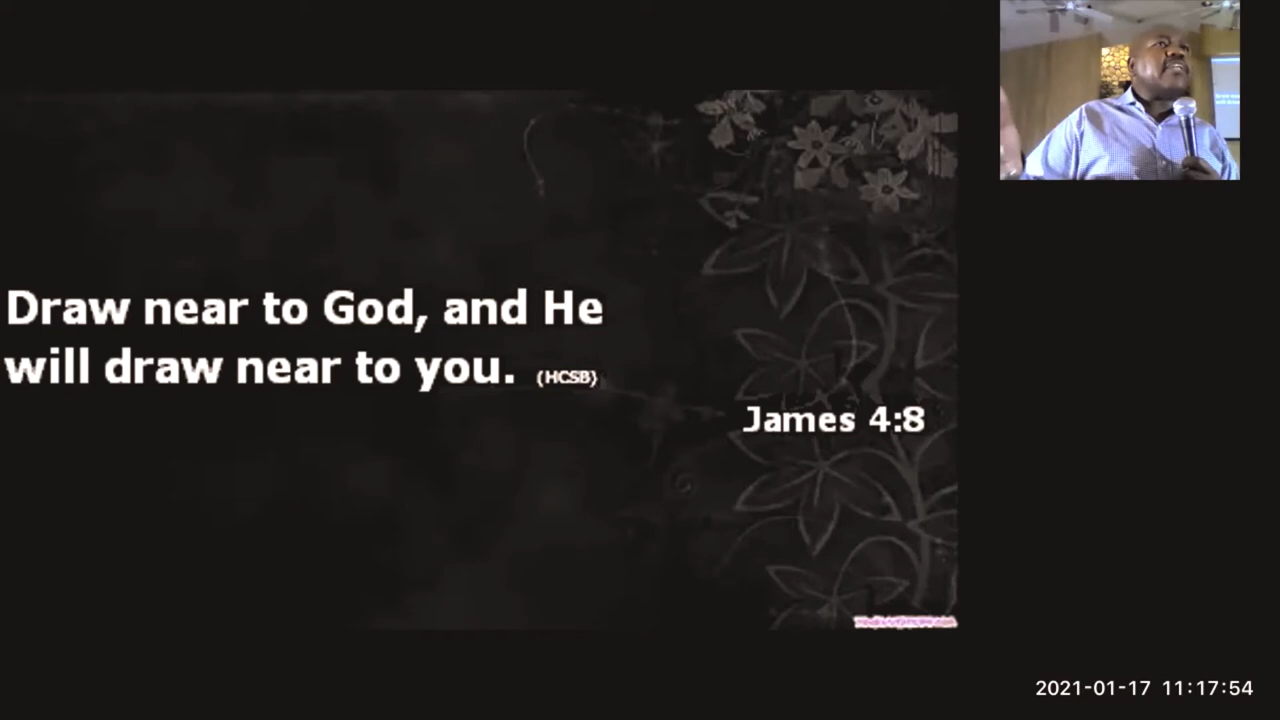 Draw near to God, and He
will draw near to you. (HCSB)
James 4:8
2021-01-17 11:17:54